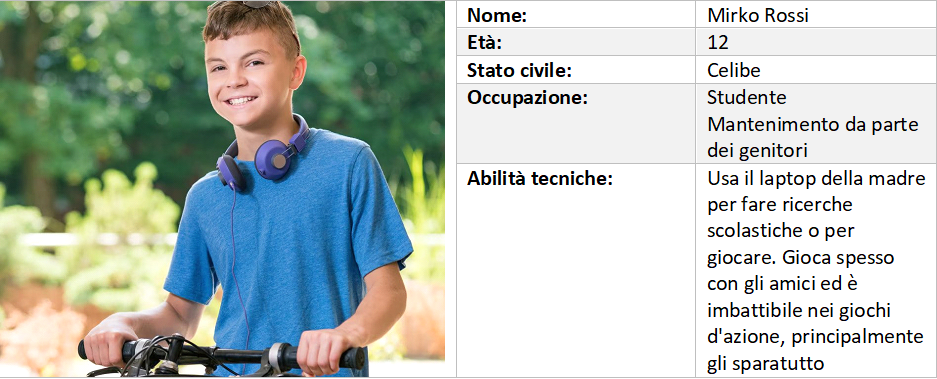 Nome: Mirko Rossi
Età: 12
Stato civile: Celibe
Occupazione: Studente
Mantenimento da parte
dei genitori
Abilità tecniche: Usa il laptop della madre
per fare ricerche
scolastiche o per
giocare. Gioca spesso
con gli amici ed è
imbattibile nei giochi
d'azione, principalmente
gli sparatutto